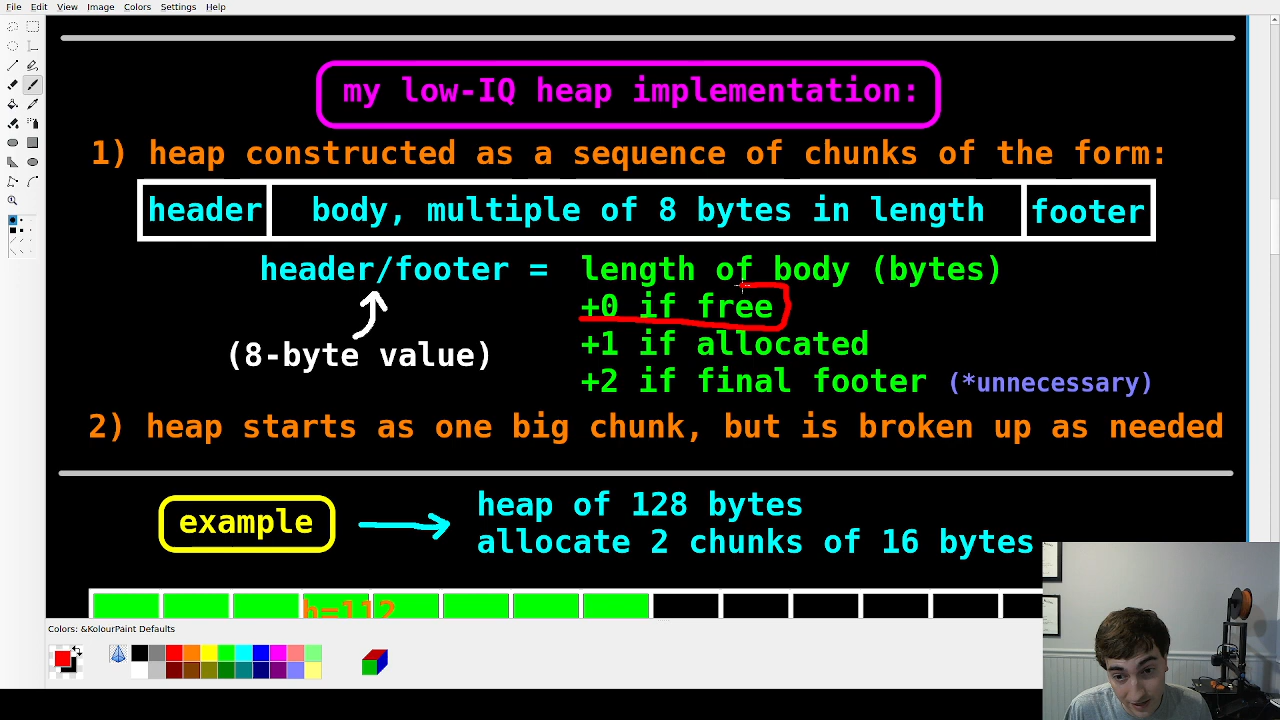 File Edit View Image Colors Settings Help
my low-IQ heap implementation:
1) heap constructed as a sequence of chunks of the form:
header body, multiple of 8 bytes in length footer
header/footer = length of body (bytes)
+0 if free
(8-byte value)
+1 if allocated
+2 if final footer (*unnecessary)
2) heap starts as one big chunk, but is broken up as needed
example
heap of 128 bytes
allocate 2 chunks of 16 bytes
h=112
Colors: &KolourPaint Defaults